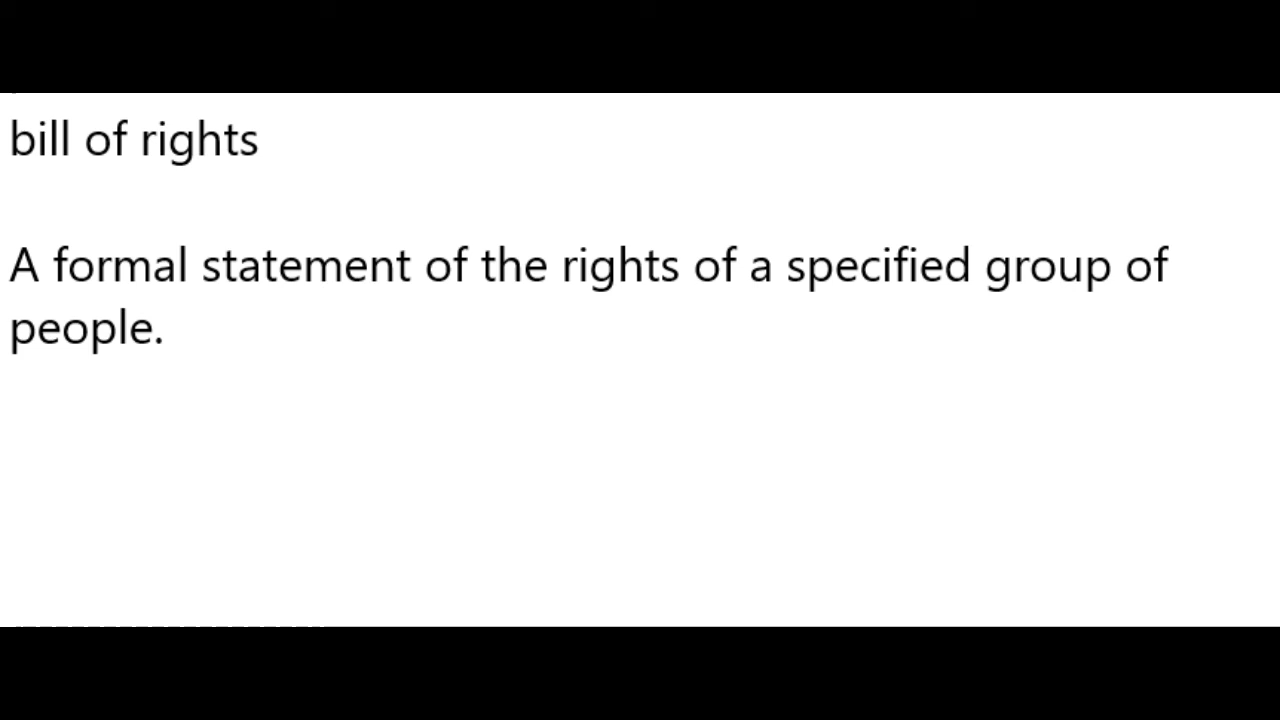 bill of rights
A formal statement of the rights of a specified group of
people.